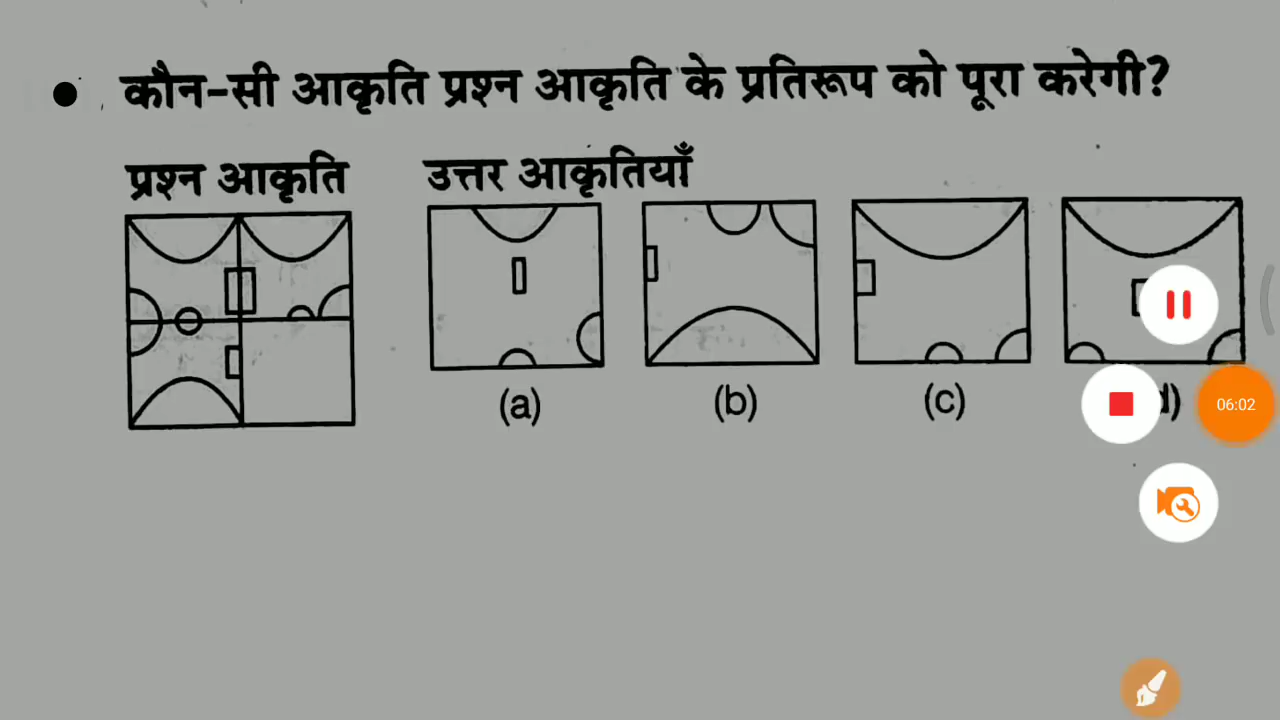 ● कौन-सी आकृति प्रश्न आकृति के प्रतिरूप को पूरा करेगी?
प्रश्न आकृति उत्तर आकृतियाँ
(a) (b) (c) d)
06:02